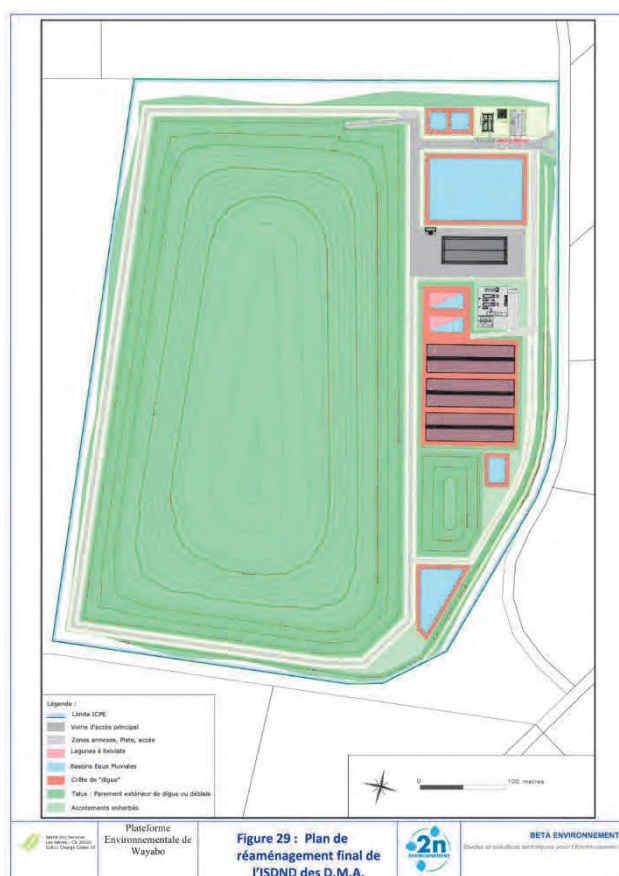 Légende :
Limite ICPE
Voirie d'accès principal
Zones annexes, Piste, accès
Lagunes à lixiviats
Bassins Eaux Pluviales
Crête de "digue"
Talus : Parement extérieur de digue ou déblais
Accotements enherbés
0 100 mètres
Plateforme
Environnementale de
Wayabo
Figure 29 : Plan de
réaménagement final de
l'ISDND des D.M.A.
2n
ENVIRONNEMENT
BETA ENVIRONNEMENT